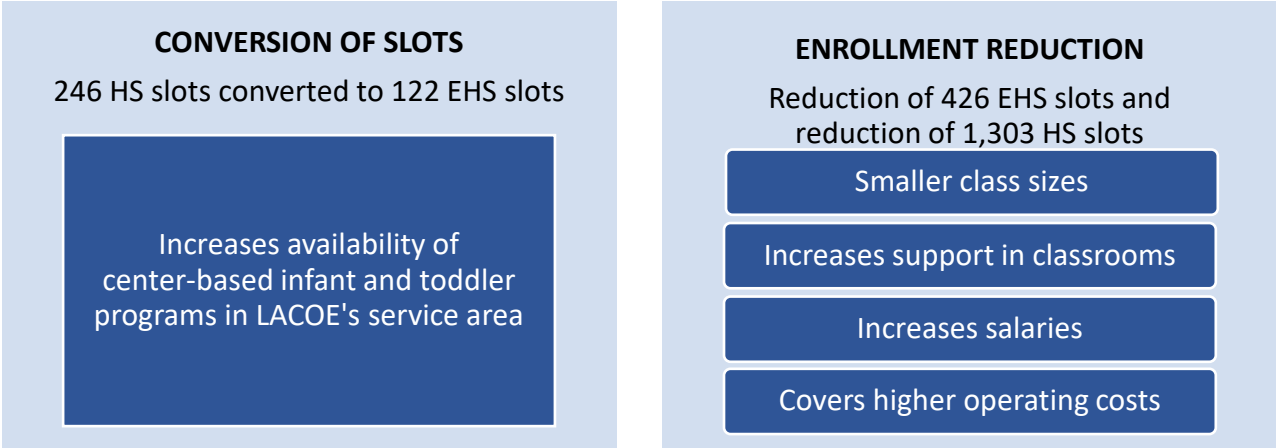 CONVERSION OF SLOTS
246 HS slots converted to 122 EHS slots
Increases availability of
center-based infant and toddler
programs in LACOE's service area
ENROLLMENT REDUCTION
Reduction of 426 EHS slots and
reduction of 1,303 HS slots
Smaller class sizes
Increases support in classrooms
Increases salaries
Covers higher operating costs